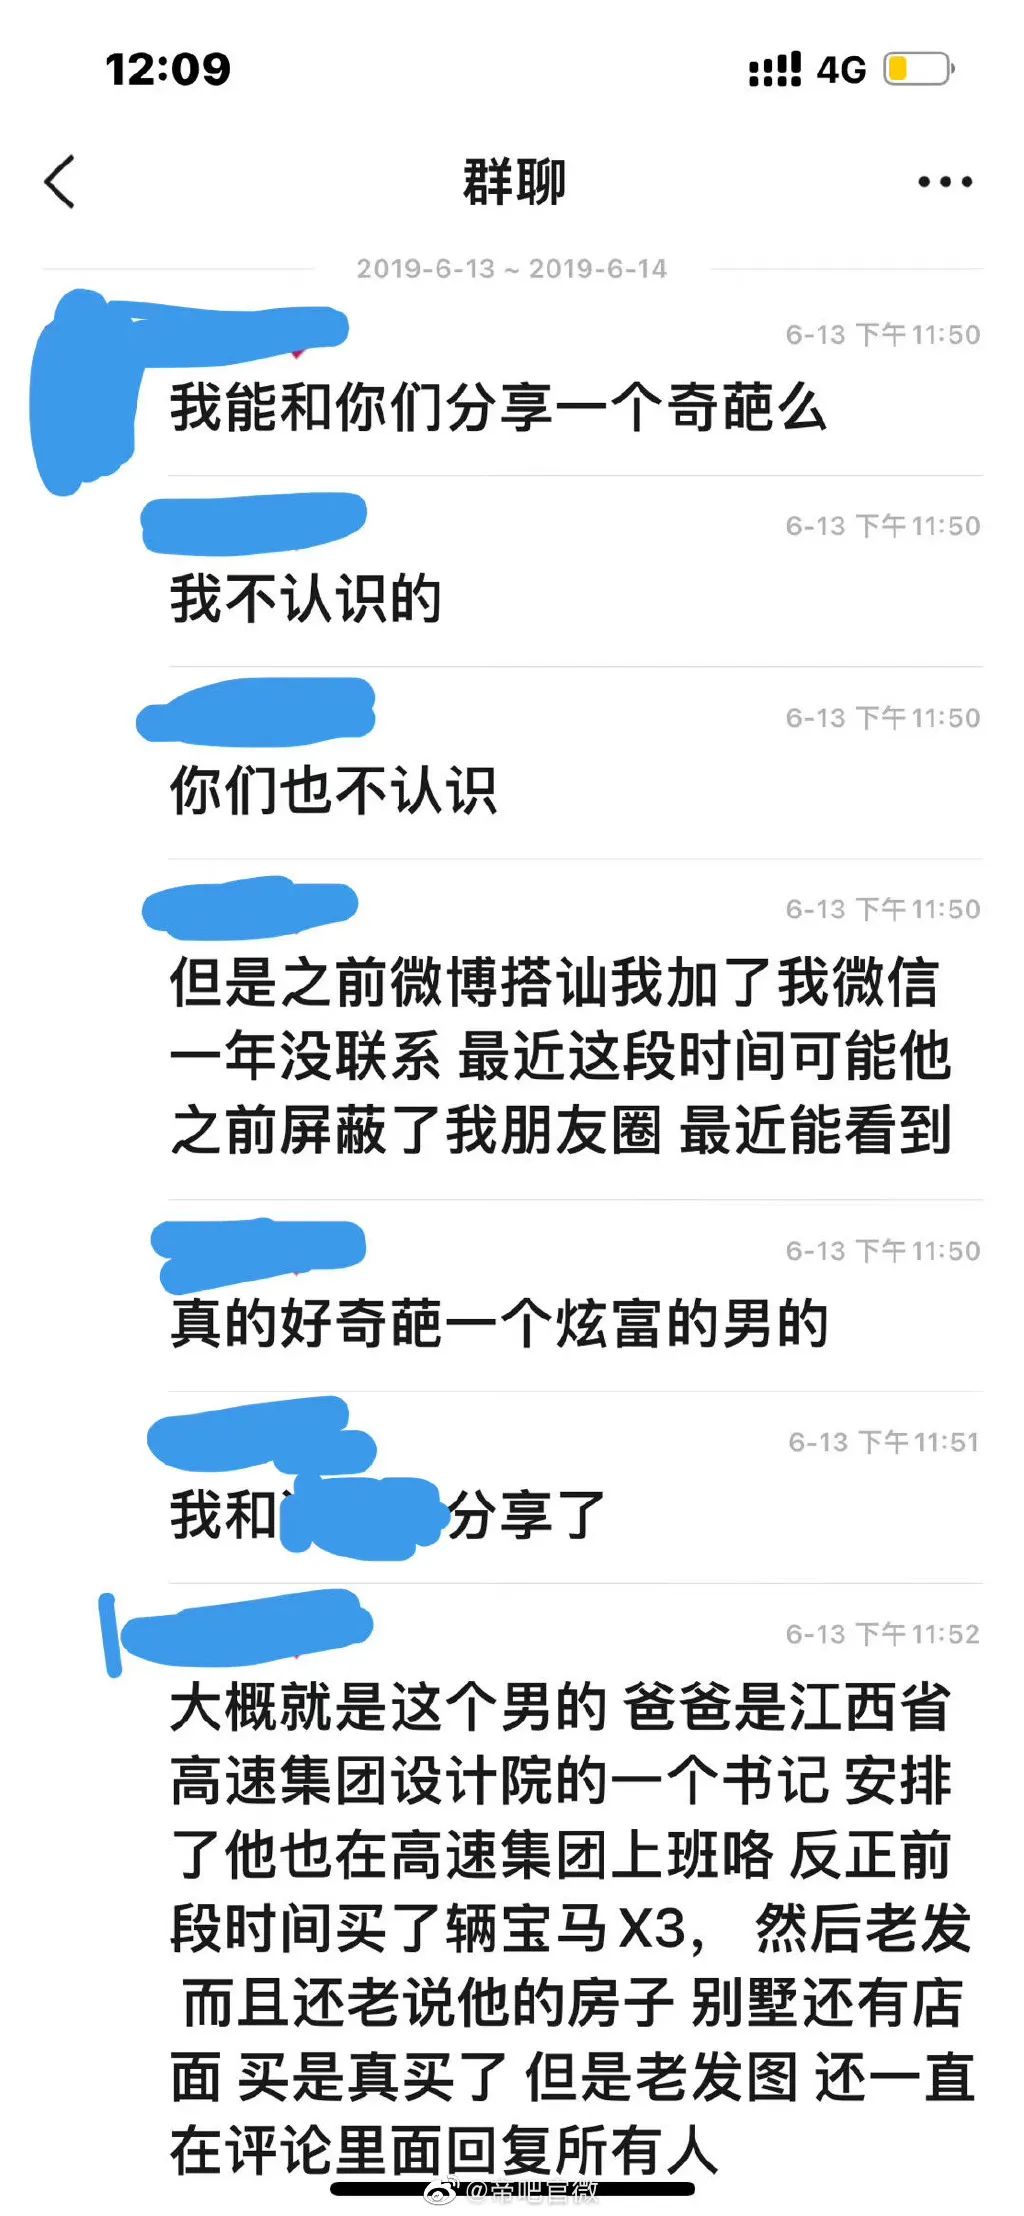 12:09
4G
群聊
2019-6-13 ~ 2019-6-14
6-13 下午11:50
我能和你们分享一个奇葩么
6-13 下午11:50
我不认识的
6-13 下午11:50
你们也不认识
6-13 下午11:50
但是之前微博搭讪我加了我微信
一年没联系 最近这段时间可能他
之前屏蔽了我朋友圈 最近能看到
6-13 下午11:50
真的好奇葩一个炫富的男的
6-13 下午11:51
我和 分享了
6-13 下午11:52
大概就是这个男的 爸爸是江西省
高速集团设计院的一个书记 安排
了他也在高速集团上班咯 反正前
段时间买了辆宝马X3， 然后老发
而且还老说他的房子 别墅还有店
面 买是真买了 但是老发图 还一直
在评论里面回复所有人
@帝吧官微